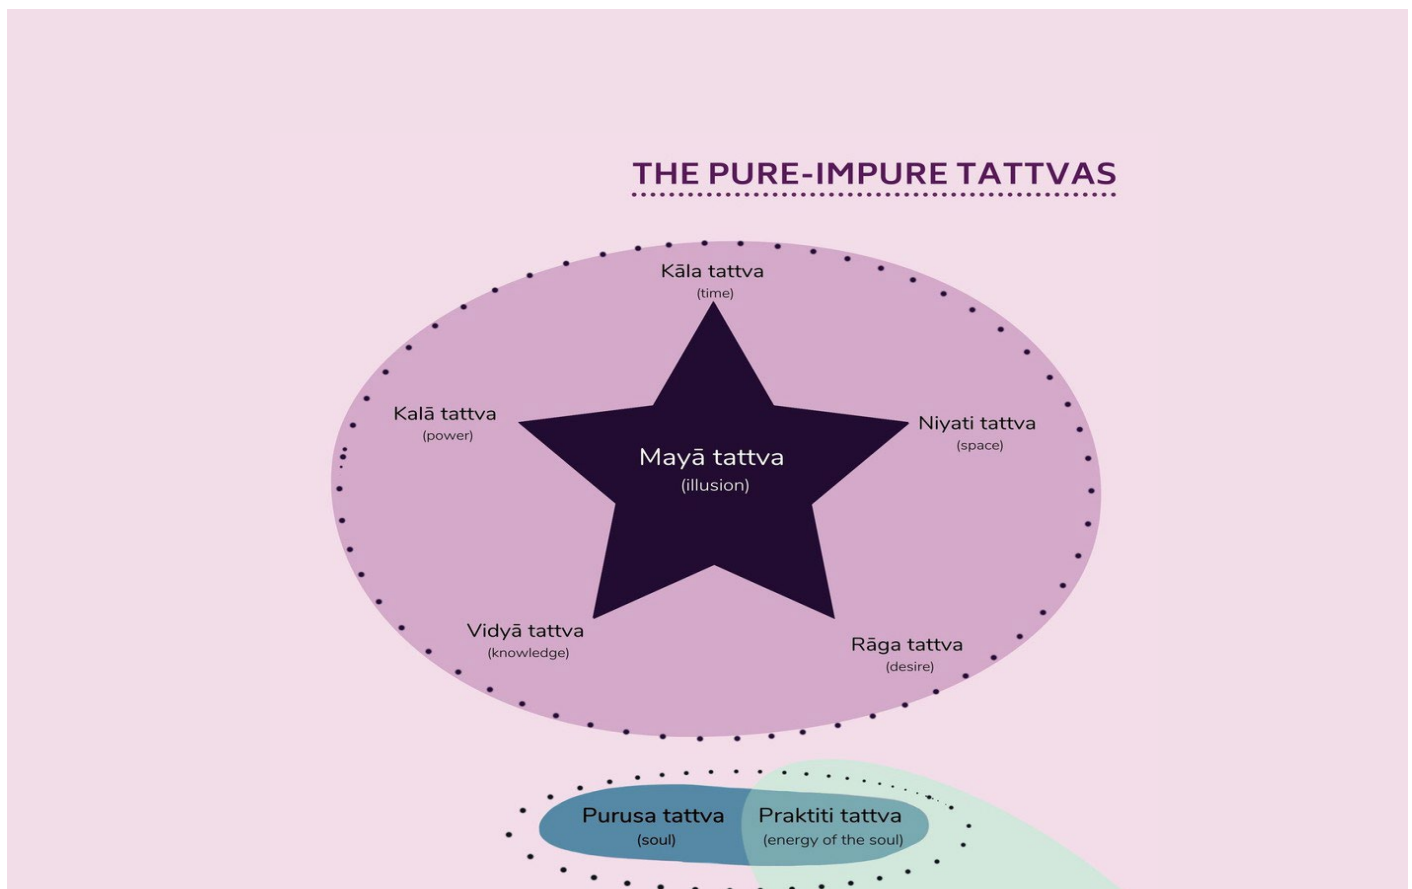 THE PURE-IMPURE TATTVAS
Kāla tattva
(time)
Kalā tattva
(power)
Niyati tattva
(space)
Mayā tattva
(illusion)
Vidyā tattva
(knowledge)
Rāga tattva
(desire)
Purusa tattva
(soul)
Praktiti tattva
(energy of the soul)